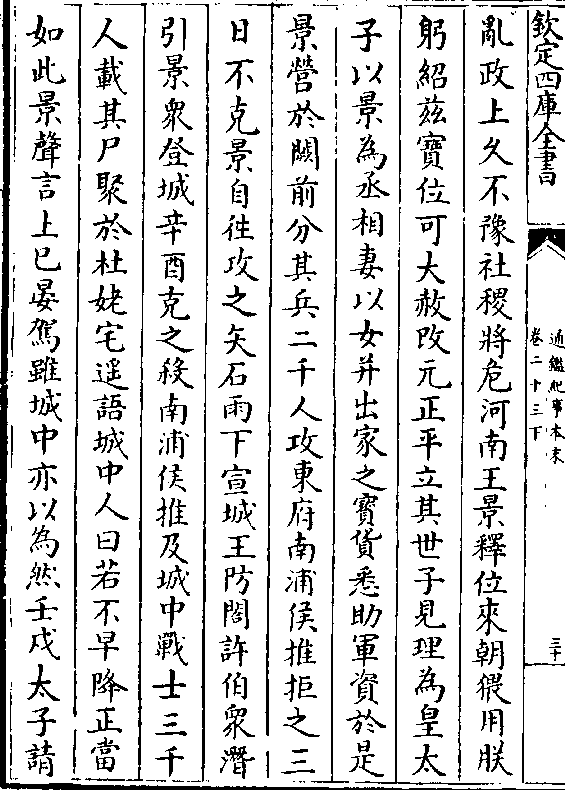 欽定四庫全書
通鑑紀事本末
卷二十三下
三十
亂政上久不豫社稷將危河南王景釋位來朝猥用朕
躬紹兹寶位可大赦改元正平立其世子見理為皇太
子以景為丞相妻以女并出家之寶貨悉助軍資於是
景營於闕前分其兵二千人攻東府南浦侯推拒之三
日不克景自徃攻之矢石雨下宣城王防閤許伯衆潛
引景衆登城辛酉克之殺南浦侯推及城中戰士三千
人載其尸聚於杜姥宅遥語城中人曰若不早降正當
如此景聲言上已晏駕雖城中亦以為然壬戌太子請